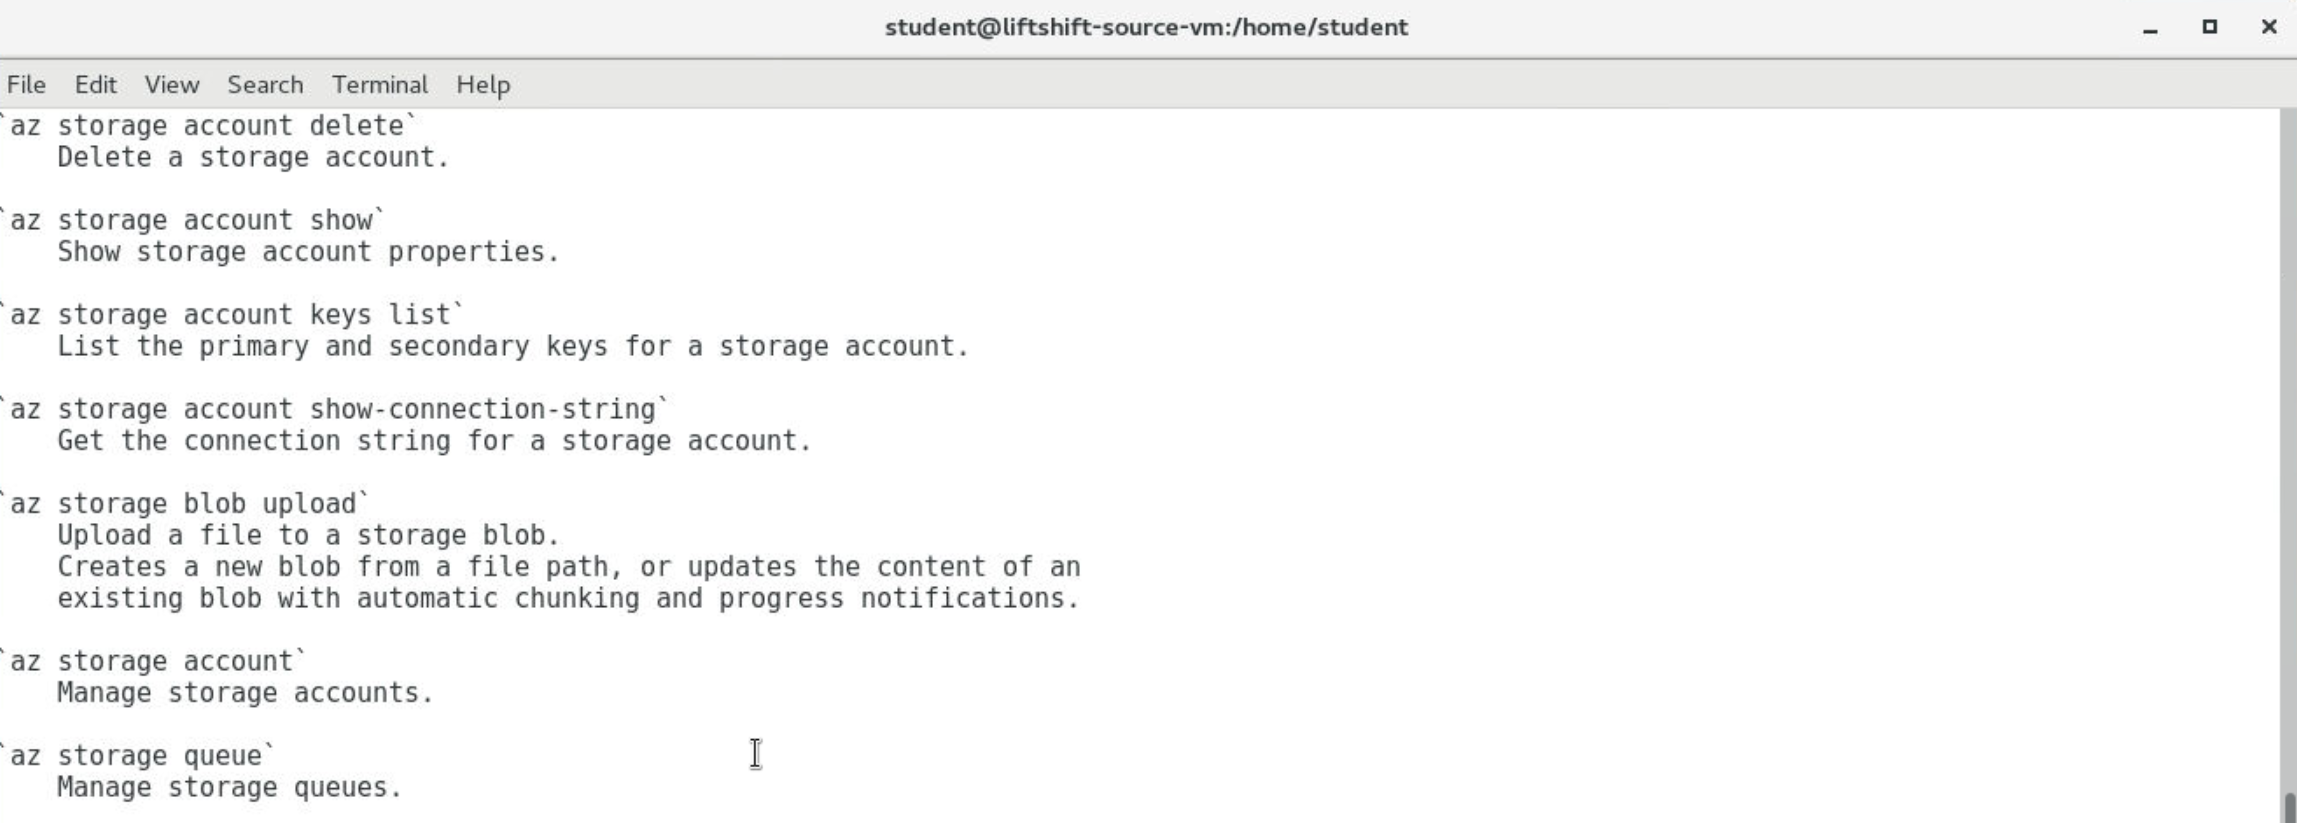 student@liftshift-source-vm:/home/student
File Edit View Search Terminal Help
`az storage account delete`
    Delete a storage account.
`az storage account show`
    Show storage account properties.
`az storage account keys list`
    List the primary and secondary keys for a storage account.
`az storage account show-connection-string`
    Get the connection string for a storage account.
`az storage blob upload`
    Upload a file to a storage blob.
    Creates a new blob from a file path, or updates the content of an
    existing blob with automatic chunking and progress notifications.
`az storage account`
    Manage storage accounts.
`az storage queue`
    Manage storage queues.